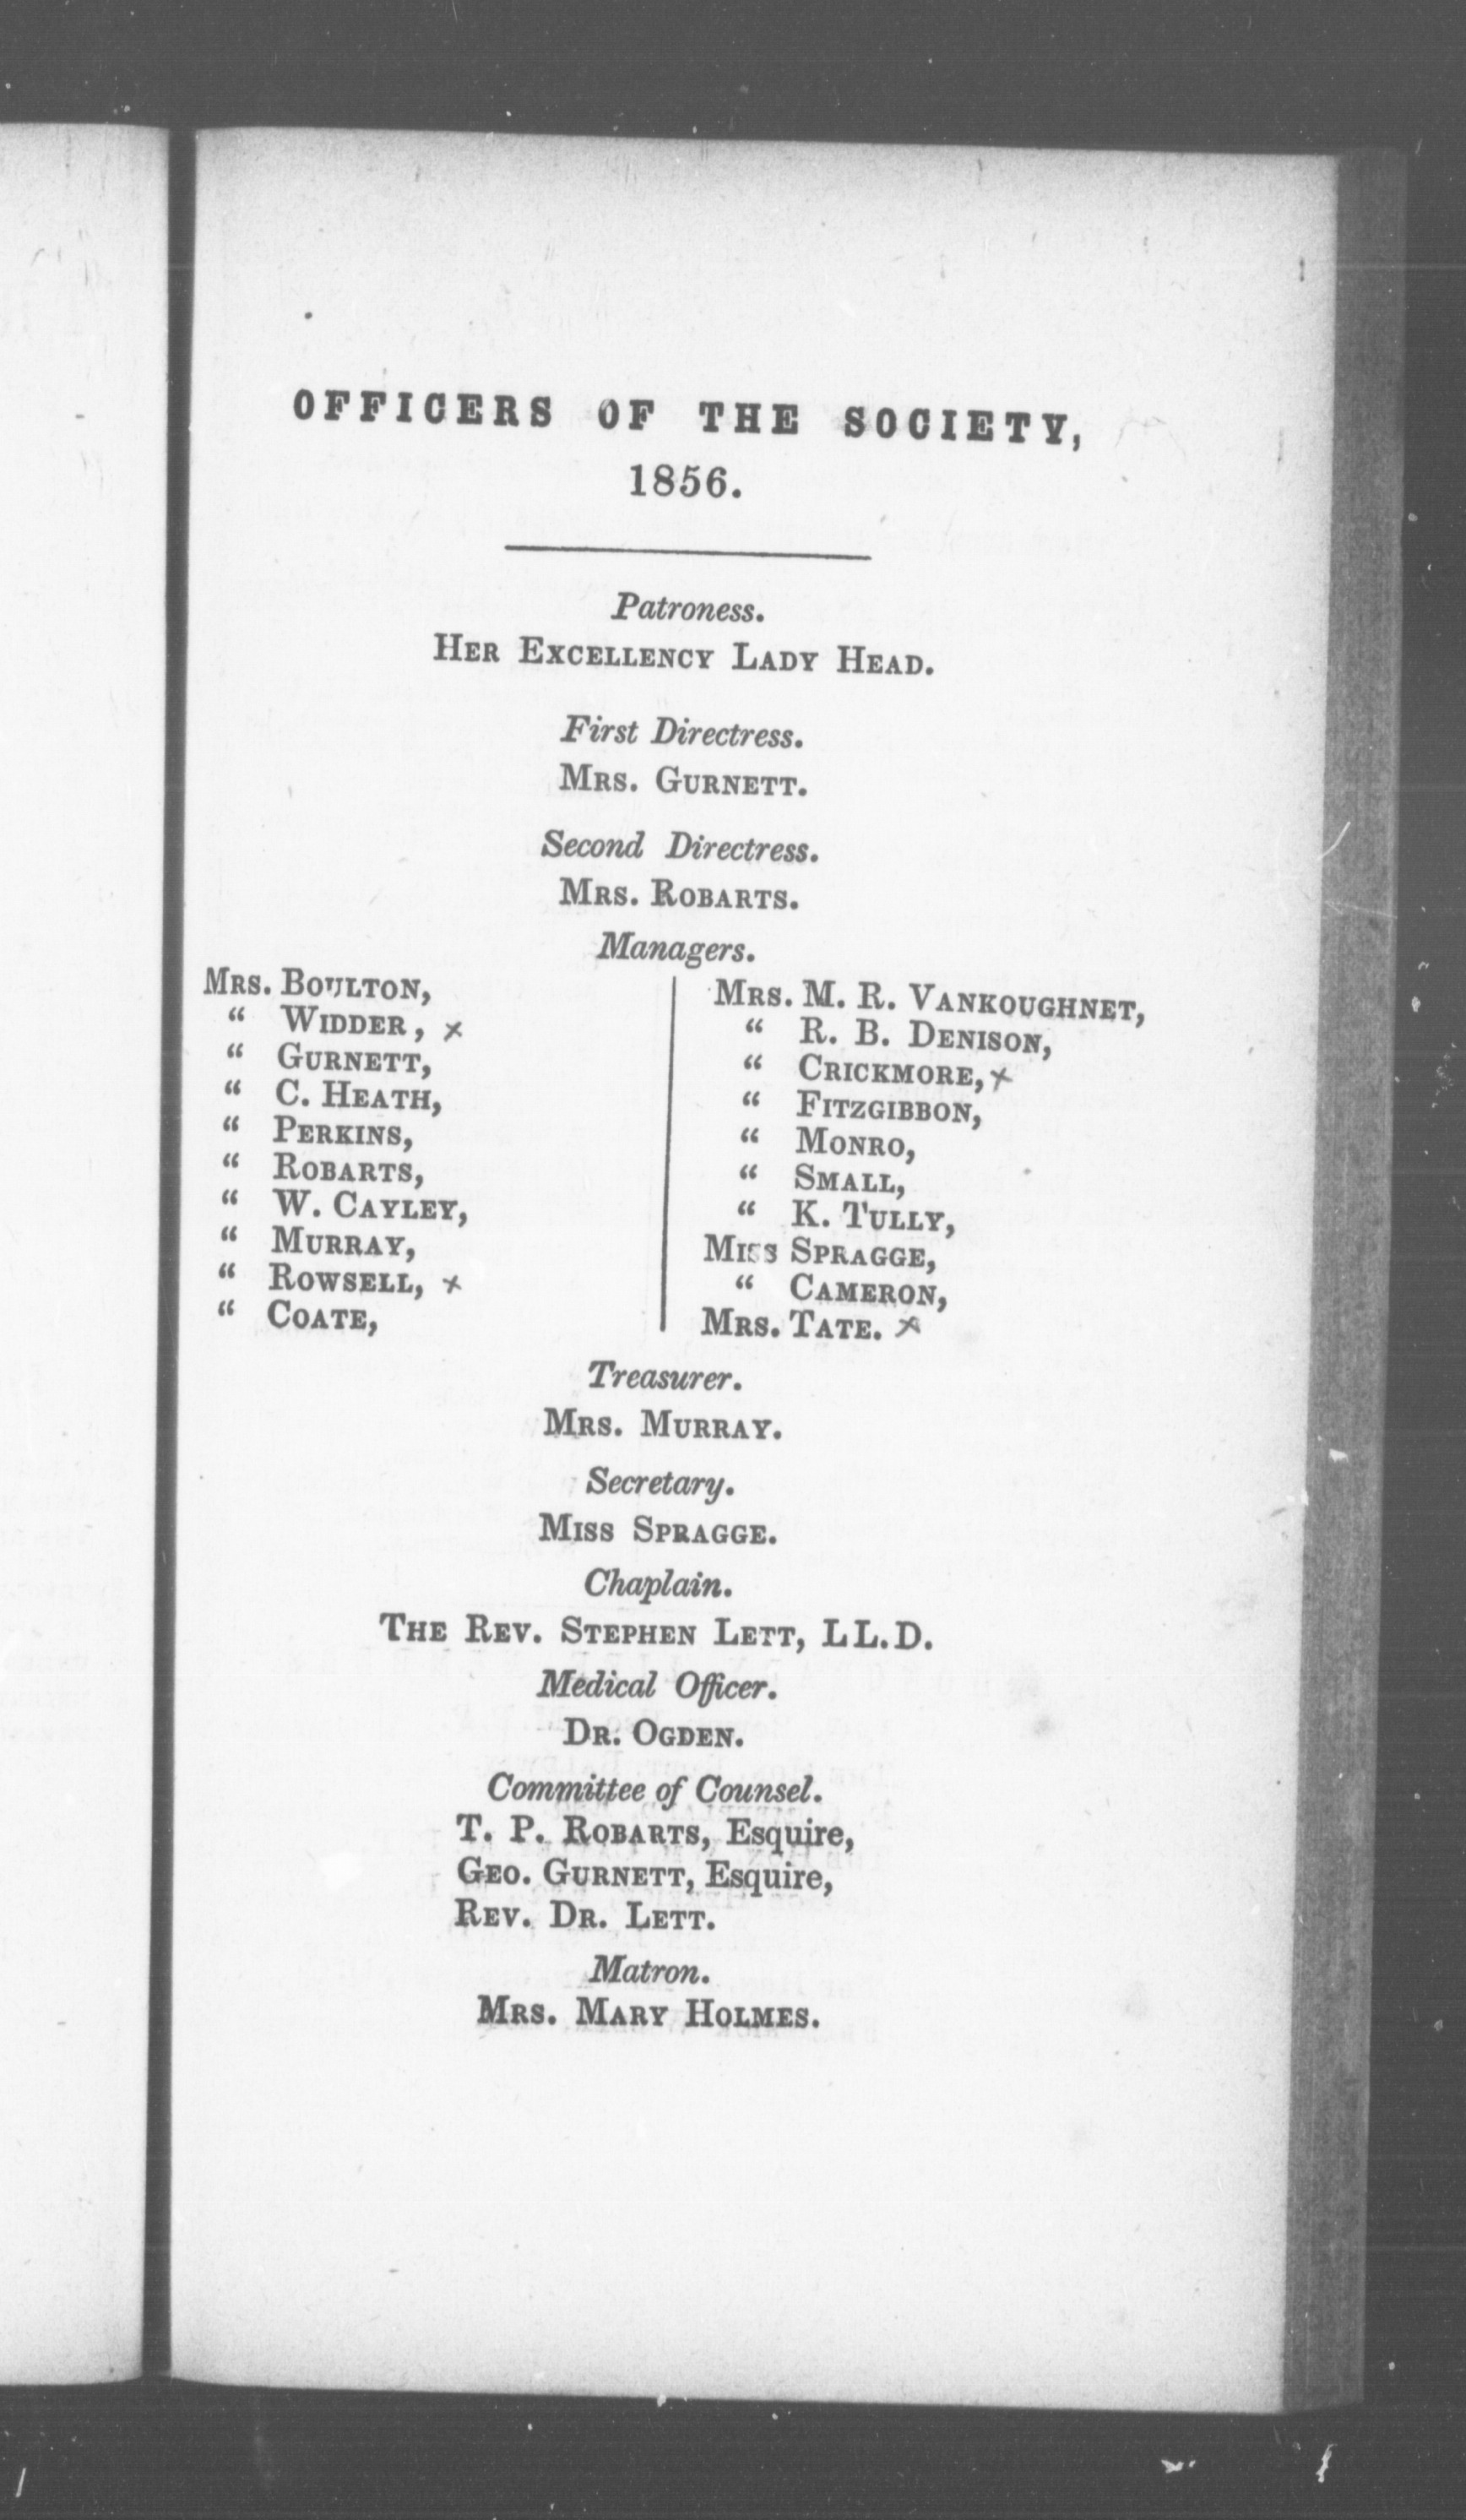 OFFICERS OF THE SOCIETY,
1856.
Patroness.
HER EXCELLENCY LADY HEAD.
First Directress.
MRS. GURNETT.
Second Directress.
MRS. ROBARTS.
Managers.
MRS. BOULTON,
“ WIDDER, ×
“ GURNETT,
“ C. HEATH,
“ PERKINS,
“ ROBARTS,
“ W. CAYLEY,
“ MURRAY,
“ ROWSELL, ×
“ COATE,
MRS. M. R. VANKOUGHNET,
“ R. B. DENISON,
“ CRICKMORE, ×
“ FITZGIBBON,
“ MONRO,
“ SMALL,
“ K. TULLY,
MISS SPRAGGE,
“ CAMERON,
MRS. TATE. ×
Treasurer.
MRS. MURRAY.
Secretary.
MISS SPRAGGE.
Chaplain.
THE REV. STEPHEN LETT, LL.D.
Medical Officer.
DR. OGDEN.
Committee of Counsel.
T. P. ROBARTS, Esquire,
GEO. GURNETT, Esquire,
REV. DR. LETT.
Matron.
MRS. MARY HOLMES.